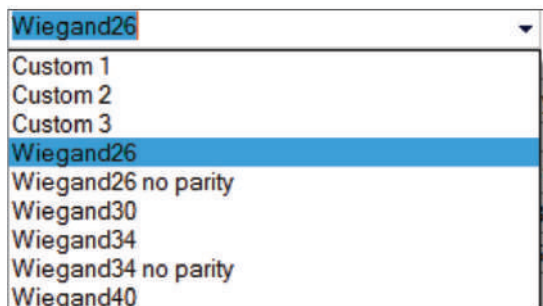 Wiegand26
Custom 1
Custom 2
Custom 3
Wiegand26
Wiegand26 no parity
Wiegand30
Wiegand34
Wiegand34 no parity
Wiegand40